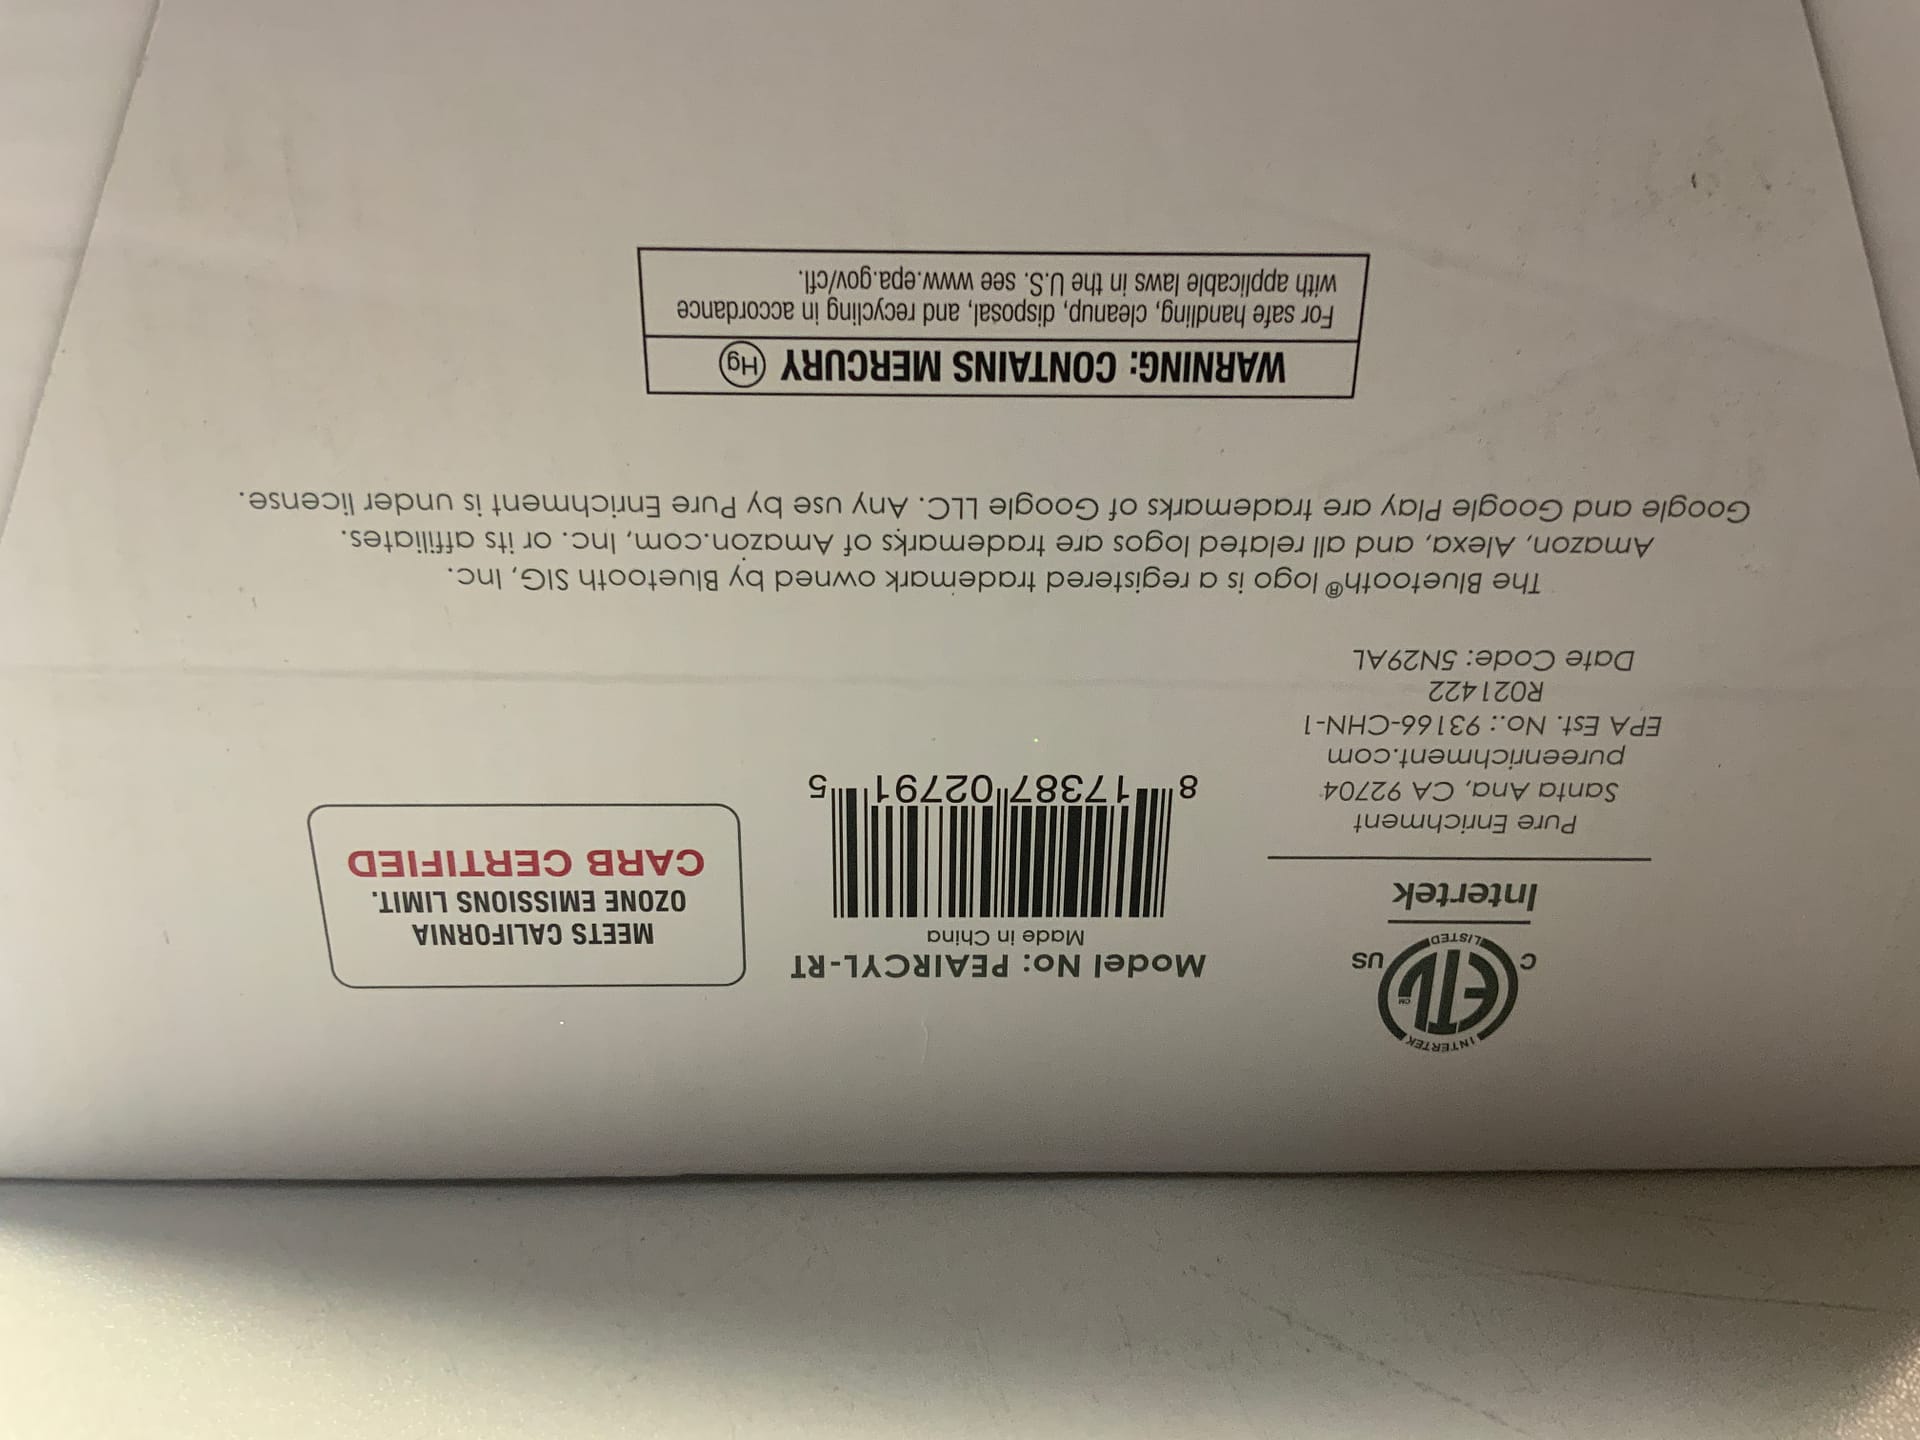 INTERTEK
ETL CM
C US
LISTED
Intertek
Pure Enrichment
Santa Ana, CA 92704
pureenrichment.com
EPA Est. No.: 93166-CHN-1
R021422
Date Code: 5N29AL
Model No: PEAIRCYL-RT
Made in China
8 17387 02791 5
MEETS CALIFORNIA
OZONE EMISSIONS LIMIT.
CARB CERTIFIED
The Bluetooth® logo is a registered trademark owned by Bluetooth SIG, Inc.
Amazon, Alexa, and all related logos are trademarks of Amazon.com, Inc. or its affiliates.
Google and Google Play are trademarks of Google LLC. Any use by Pure Enrichment is under license.
WARNING: CONTAINS MERCURY Hg
For safe handling, cleanup, disposal, and recycling in accordance
with applicable laws in the U.S. see www.epa.gov/cfl.